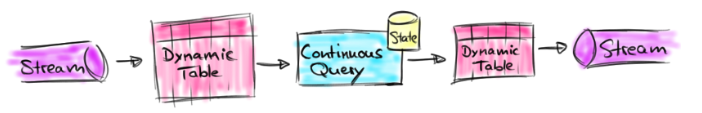 Stream
Dynamic
Table
Continuous
Query
State
Dynamic
Table
Stream